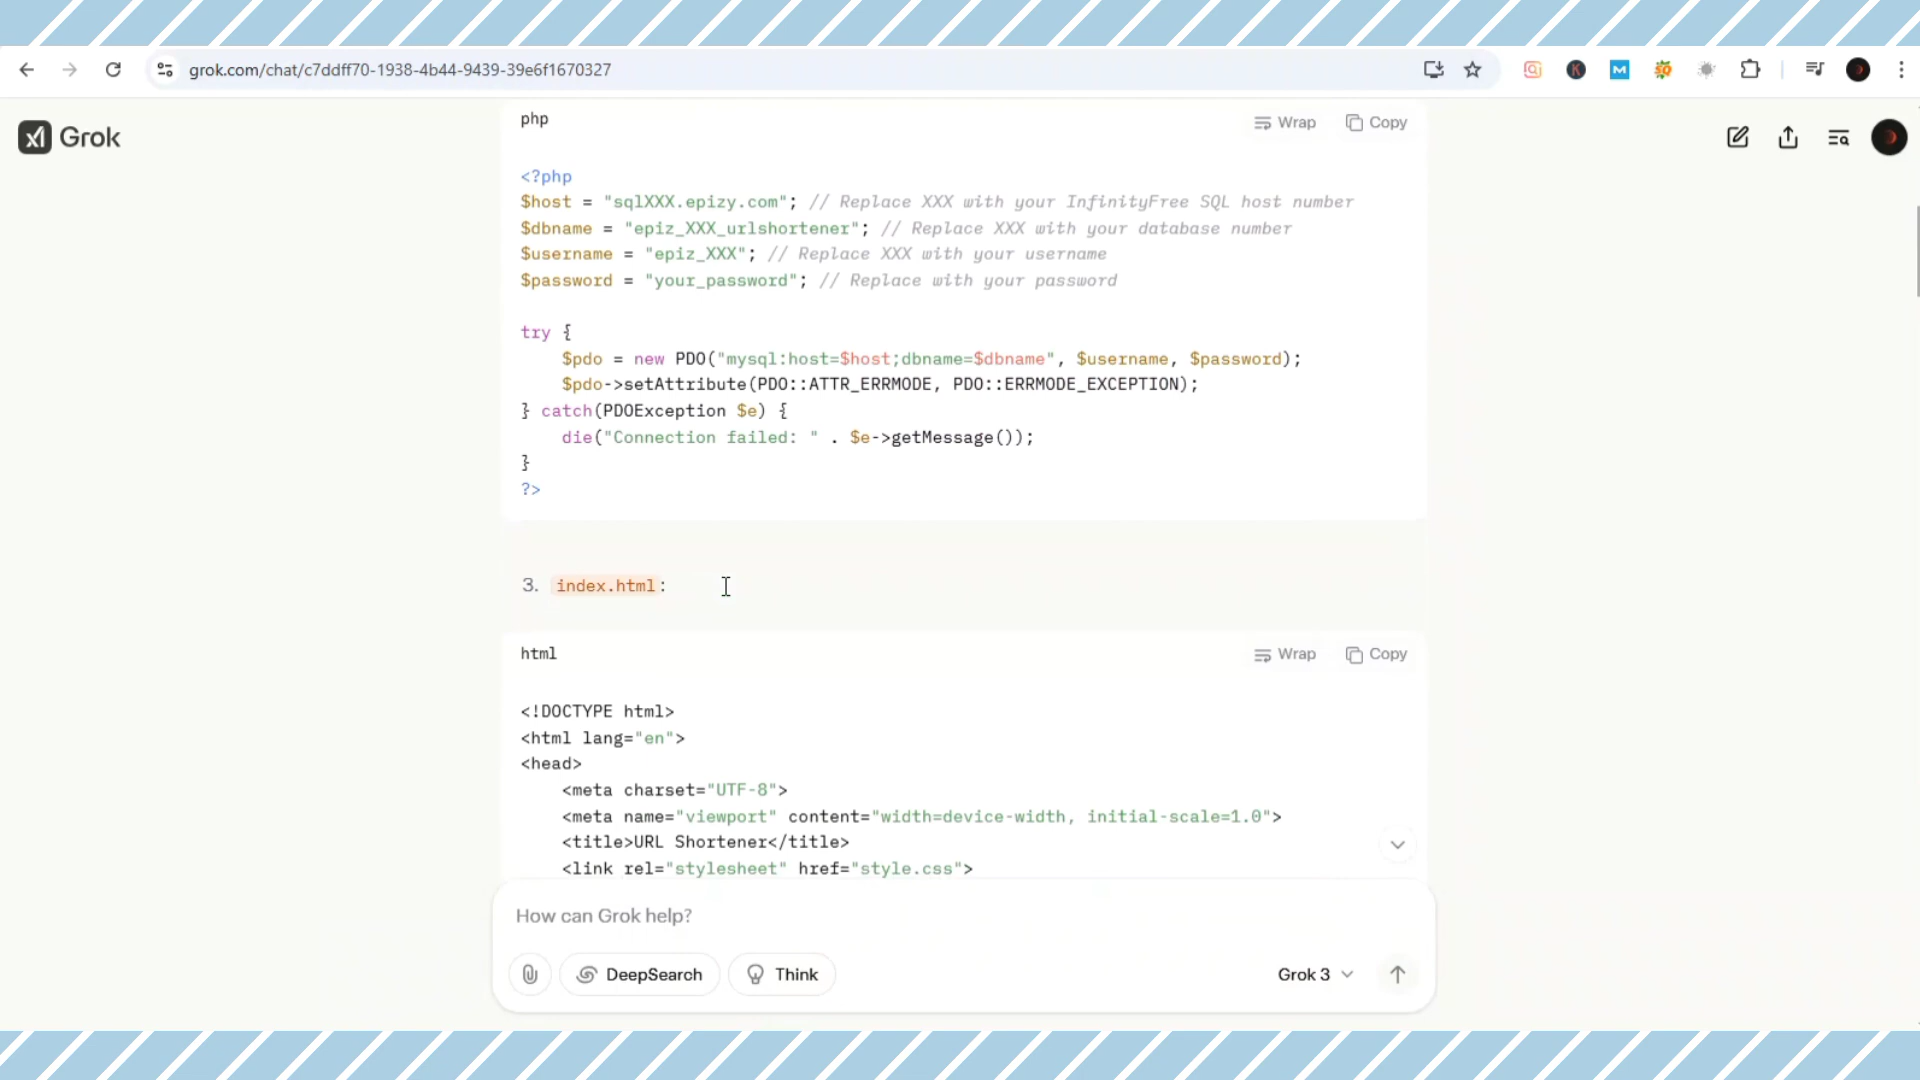 grok.com/chat/c7ddff70-1938-4b44-9439-39e6f1670327
Grok
php
Wrap
Copy
<?php
$host = "sqlXXX.epizy.com"; // Replace XXX with your InfinityFree SQL host number
$dbname = "epiz_XXX_urlshortener"; // Replace XXX with your database number
$username = "epiz_XXX"; // Replace XXX with your username
$password = "your_password"; // Replace with your password
try {
$pdo = new PDO("mysql:host=$host;dbname=$dbname", $username, $password);
$pdo->setAttribute(PDO::ATTR_ERRMODE, PDO::ERRMODE_EXCEPTION);
} catch(PDOException $e) {
die("Connection failed: " . $e->getMessage());
}
?>
3. index.html:
html
Wrap
Copy
<!DOCTYPE html>
<html lang="en">
<head>
<meta charset="UTF-8">
<meta name="viewport" content="width=device-width, initial-scale=1.0">
<title>URL Shortener</title>
<link rel="stylesheet" href="style.css">
How can Grok help?
DeepSearch
Think
Grok 3